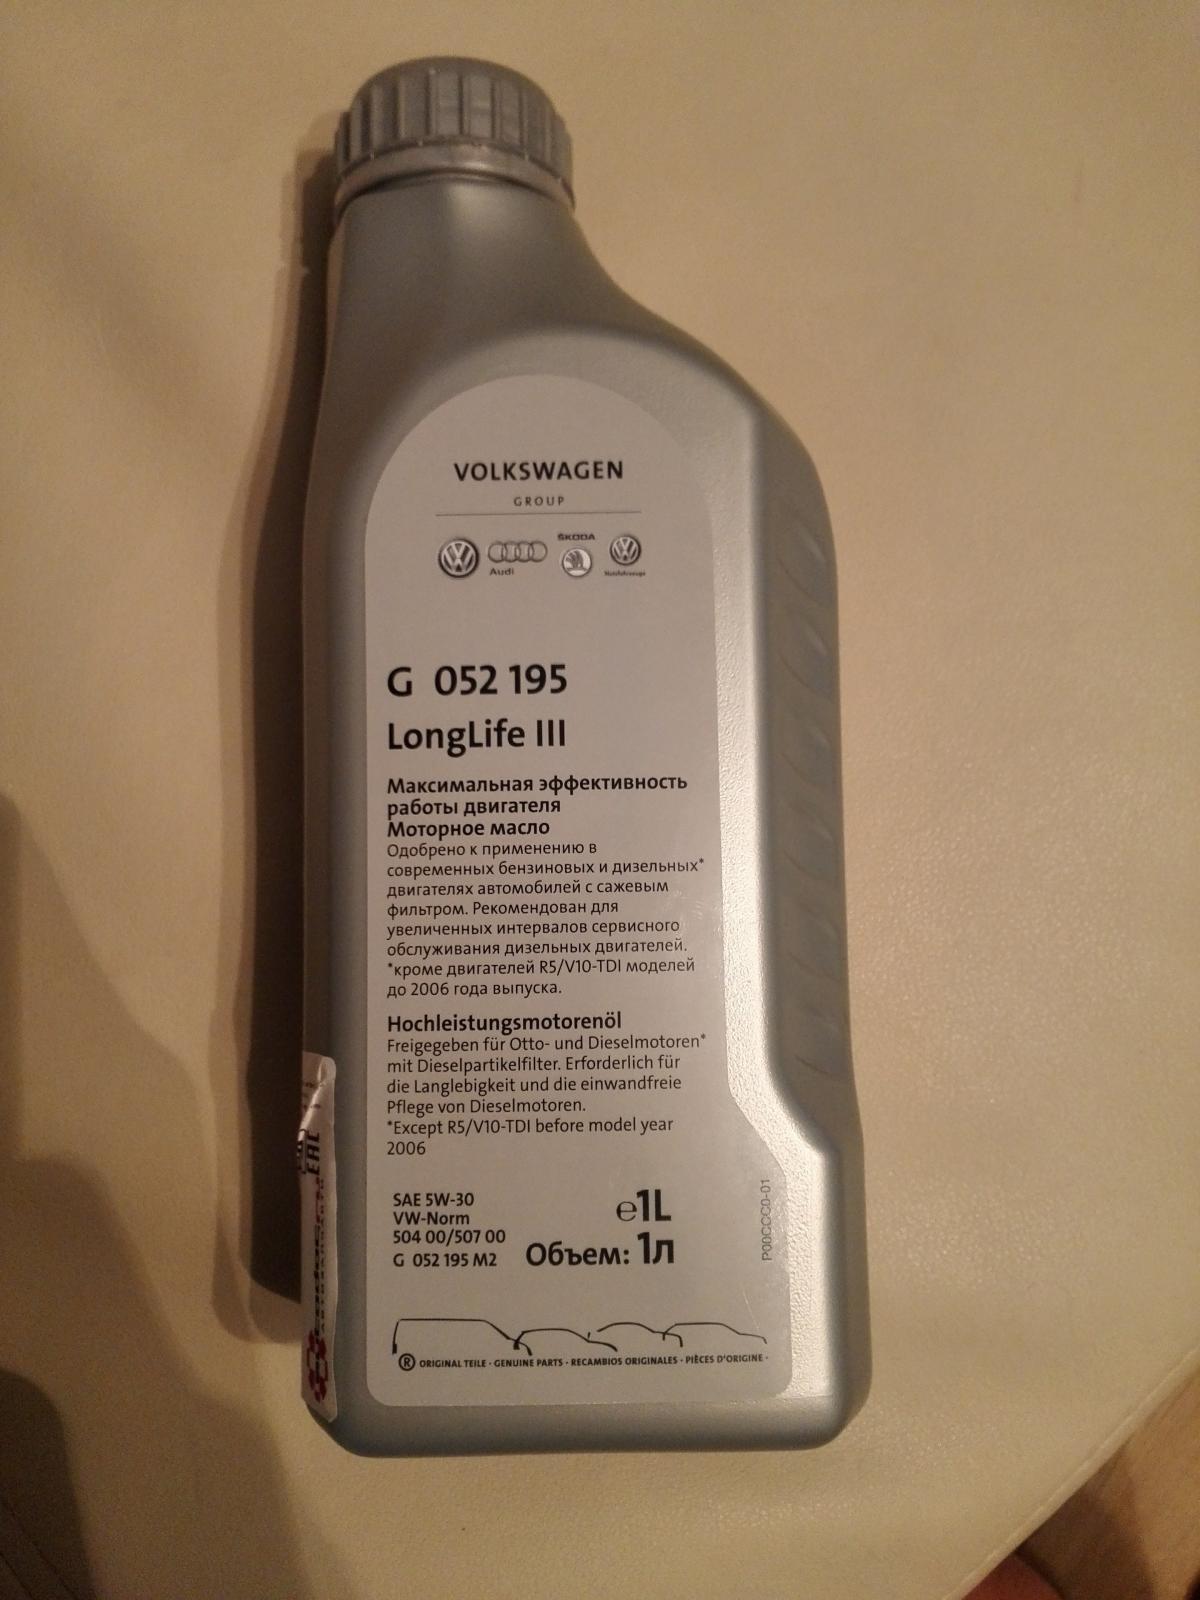 VOLKSWAGEN
GROUP
Audi
ŠKODA
Nutzfahrzeuge
G 052 195
LongLife III
Максимальная эффективность
работы двигателя
Моторное масло
Одобрено к применению в
современных бензиновых и дизельных*
двигателях автомобилей с сажевым
фильтром. Рекомендован для
увеличенных интервалов сервисного
обслуживания дизельных двигателей.
*кроме двигателей R5/V10-TDI моделей
до 2006 года выпуска.
Hochleistungsmotorenöl
Freigegeben für Otto- und Dieselmotoren*
mit Dieselpartikelfilter. Erforderlich für
die Langlebigkeit und die einwandfreie
Pflege von Dieselmotoren.
*Except R5/V10-TDI before model year
2006
SAE 5W-30
VW-Norm
504 00/507 00
G 052 195 M2
e1L
Объем: 1л
P00CCC0-01
® ORIGINAL TEILE · GENUINE PARTS · RECAMBIOS ORIGINALES · PIÈCES D'ORIGINE ·
EAC